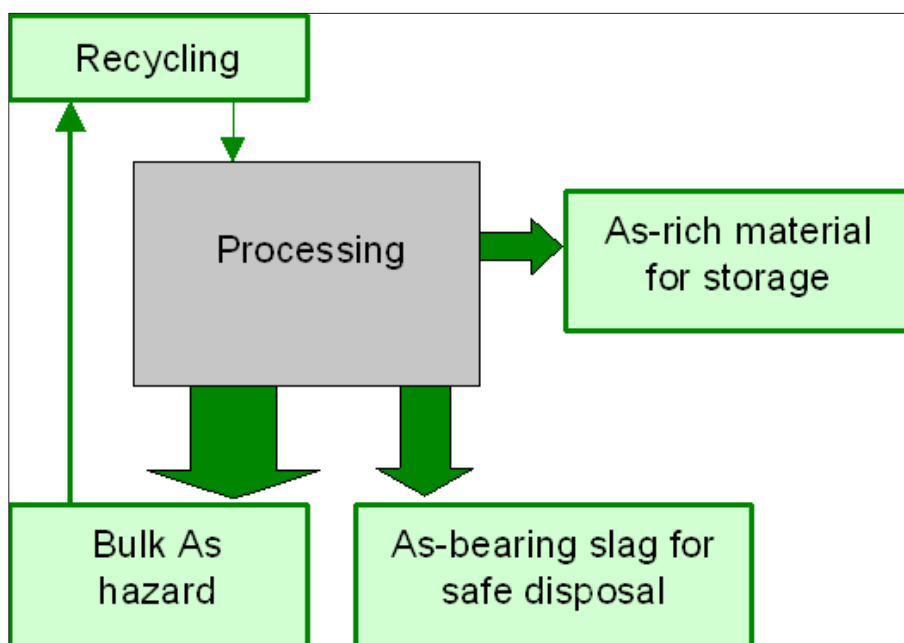 Recycling
Processing
As-rich material
for storage
Bulk As
hazard
As-bearing slag for
safe disposal